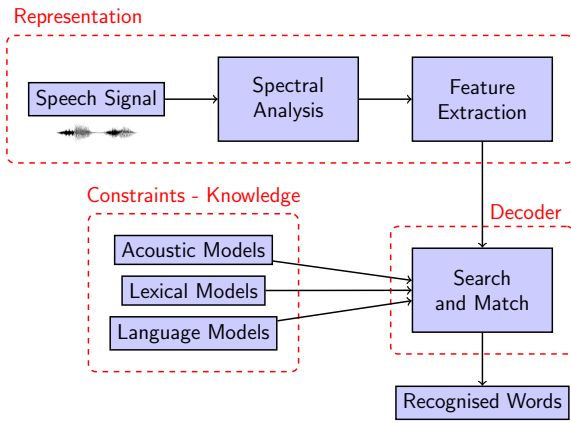 Representation
Speech Signal
Spectral
Analysis
Feature
Extraction
Constraints - Knowledge
Acoustic Models
Lexical Models
Language Models
Decoder
Search
and Match
Recognised Words